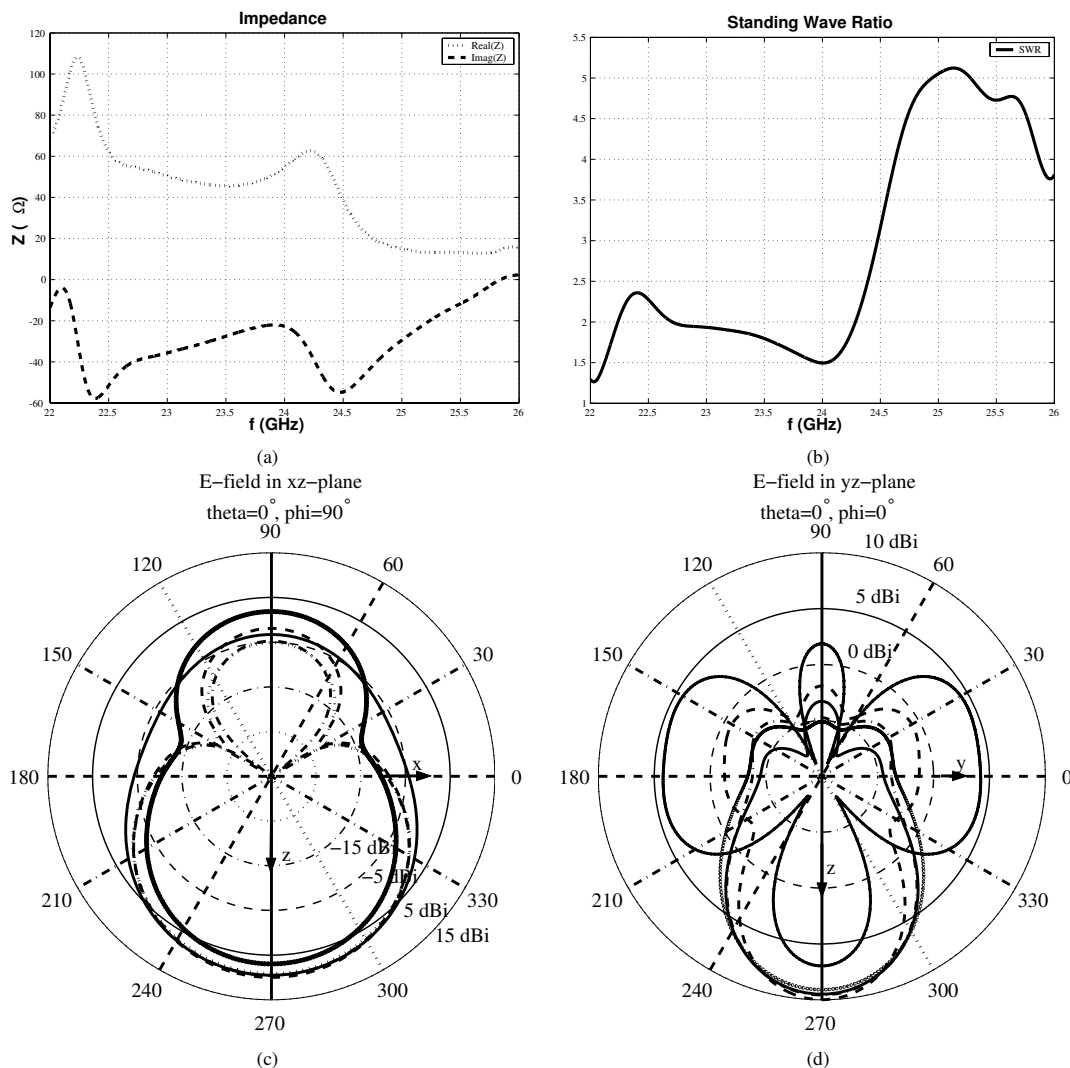 Impedance
120
100
80
60
40
20
0
-20
-40
-60
Z ( Ω)
Real(Z)
Imag(Z)
22 22.5 23 23.5 24 24.5 25 25.5 26
f (GHz)
(a)
Standing Wave Ratio
5.5
5
4.5
4
3.5
3
2.5
2
1.5
1
SWR
22 22.5 23 23.5 24 24.5 25 25.5 26
f (GHz)
(b)
E−field in xz−plane
theta=0°, phi=90°
90
120 60
150 30
180 x 0
z
−15 dBi
−5 dBi
5 dBi
15 dBi
210 330
240 300
270
(c)
E−field in yz−plane
theta=0°, phi=0°
90
10 dBi
120 60
5 dBi
0 dBi
150 30
180 y 0
z
210 330
240 300
270
(d)